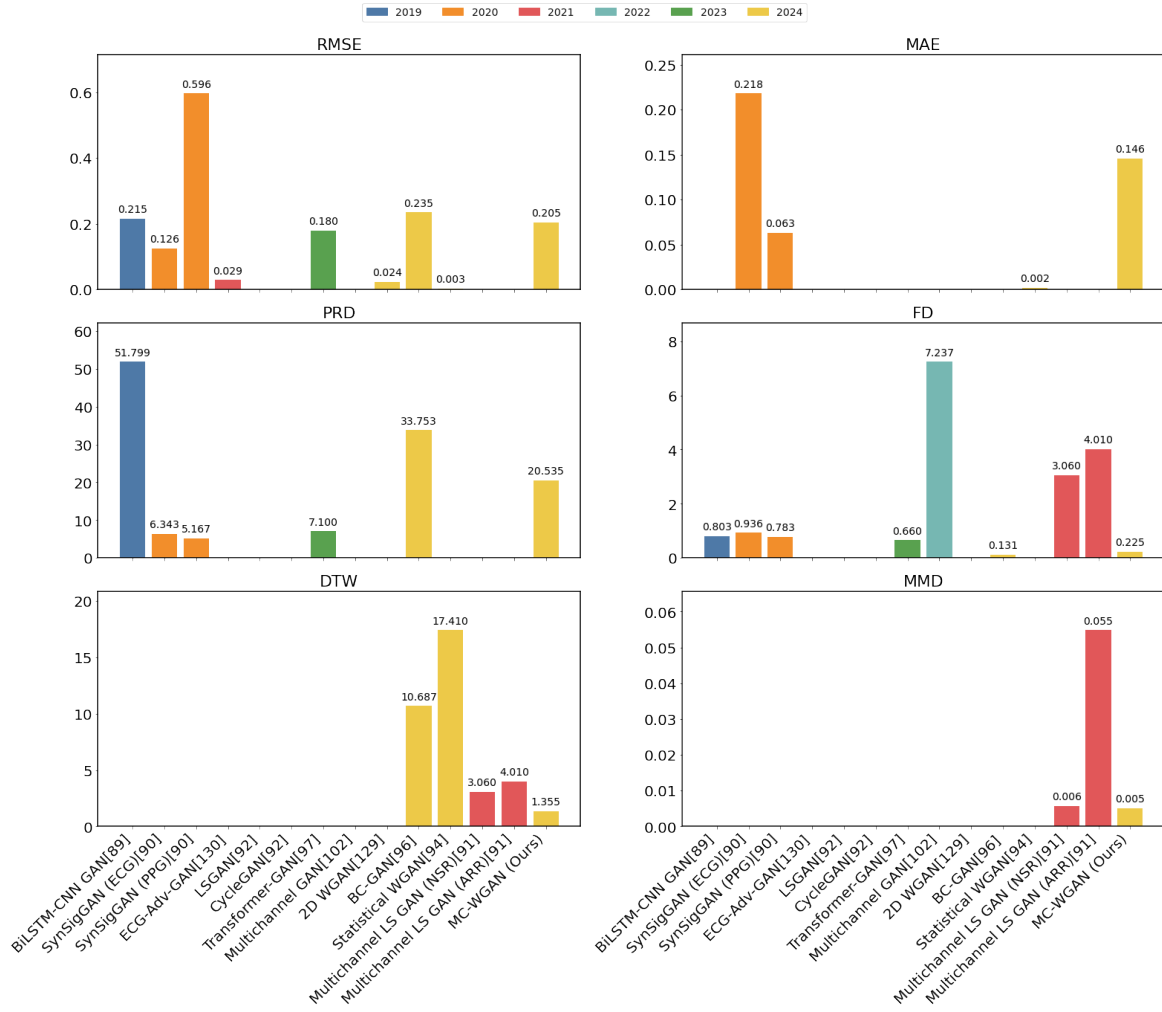 2019 2020 2021 2022 2023 2024
RMSE
0.6
0.4
0.2
0.0
0.215
0.126
0.596
0.029
0.180
0.024
0.235
0.003
0.205
MAE
0.25
0.20
0.15
0.10
0.05
0.00
0.218
0.063
0.002
0.146
PRD
60
50
40
30
20
10
0
51.799
6.343
5.167
7.100
33.753
20.535
FD
8
6
4
2
0
0.803
0.936
0.783
0.660
7.237
0.131
3.060
4.010
0.225
DTW
20
15
10
5
0
10.687
17.410
3.060
4.010
1.355
BiLSTM-CNN GAN[89]
SynSigGAN (ECG)[90]
SynSigGAN (PPG)[90]
ECG-Adv-GAN[130]
LSGAN[92]
CycleGAN[92]
Transformer-GAN[97]
Multichannel GAN[102]
2D WGAN[129]
BC-GAN[96]
Statistical WGAN[94]
Multichannel LS GAN (NSR)[91]
Multichannel LS GAN (ARR)[91]
MC-WGAN (Ours)
MMD
0.06
0.05
0.04
0.03
0.02
0.01
0.00
0.006
0.055
0.005
BiLSTM-CNN GAN[89]
SynSigGAN (ECG)[90]
SynSigGAN (PPG)[90]
ECG-Adv-GAN[130]
LSGAN[92]
CycleGAN[92]
Transformer-GAN[97]
Multichannel GAN[102]
2D WGAN[129]
BC-GAN[96]
Statistical WGAN[94]
Multichannel LS GAN (NSR)[91]
Multichannel LS GAN (ARR)[91]
MC-WGAN (Ours)